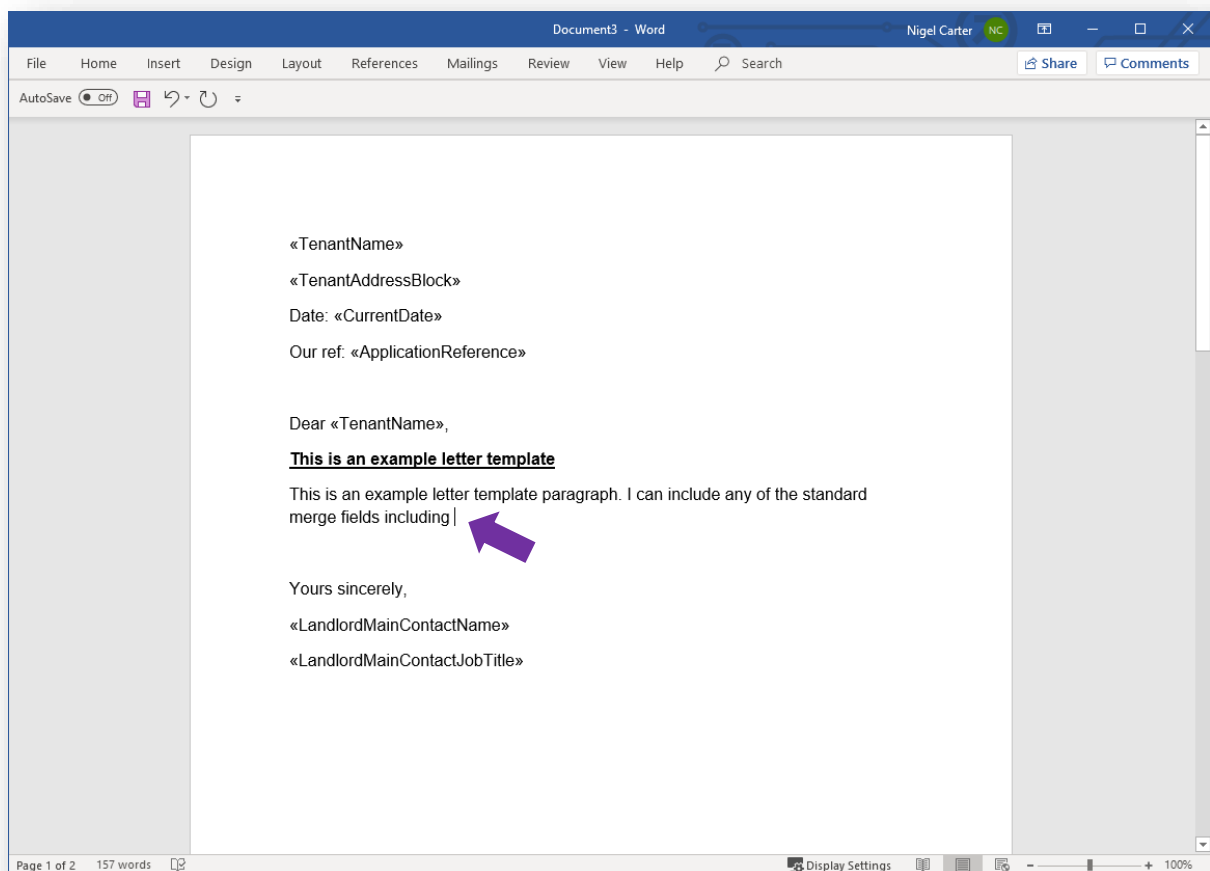 Document3 - Word
Nigel Carter NC
File Home Insert Design Layout References Mailings Review View Help Search Share Comments
AutoSave Off
«TenantName»
«TenantAddressBlock»
Date: «CurrentDate»
Our ref: «ApplicationReference»
Dear «TenantName»,
This is an example letter template
This is an example letter template paragraph. I can include any of the standard
merge fields including
Yours sincerely,
«LandlordMainContactName»
«LandlordMainContactJobTitle»
Page 1 of 2 157 words Display Settings 100%